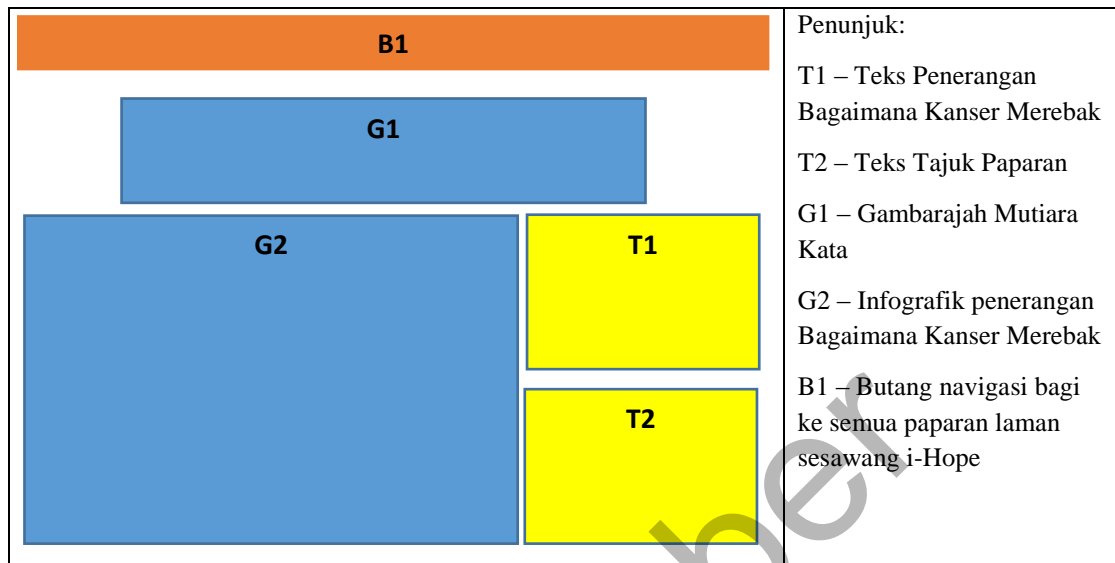 B1
G1
G2
T1
T2
Penunjuk:
T1 – Teks Penerangan
Bagaimana Kanser Merebak
T2 – Teks Tajuk Paparan
G1 – Gambarajah Mutiara
Kata
G2 – Infografik penerangan
Bagaimana Kanser Merebak
B1 – Butang navigasi bagi
ke semua paparan laman
sesawang i-Hope
ber